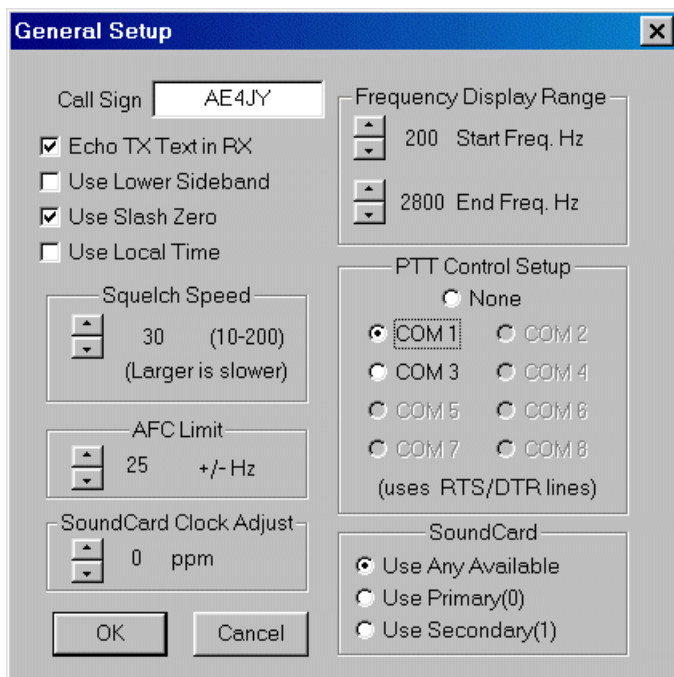 General Setup
Call Sign AE4JY
Echo TX Text in RX
Use Lower Sideband
Use Slash Zero
Use Local Time
Squelch Speed
30 (10-200)
(Larger is slower)
AFC Limit
25 +/- Hz
SoundCard Clock Adjust
0 ppm
OK Cancel
Frequency Display Range
200 Start Freq. Hz
2800 End Freq. Hz
PTT Control Setup
None
COM 1 COM 2
COM 3 COM 4
COM 5 COM 6
COM 7 COM 8
(uses RTS/DTR lines)
SoundCard
Use Any Available
Use Primary(0)
Use Secondary(1)